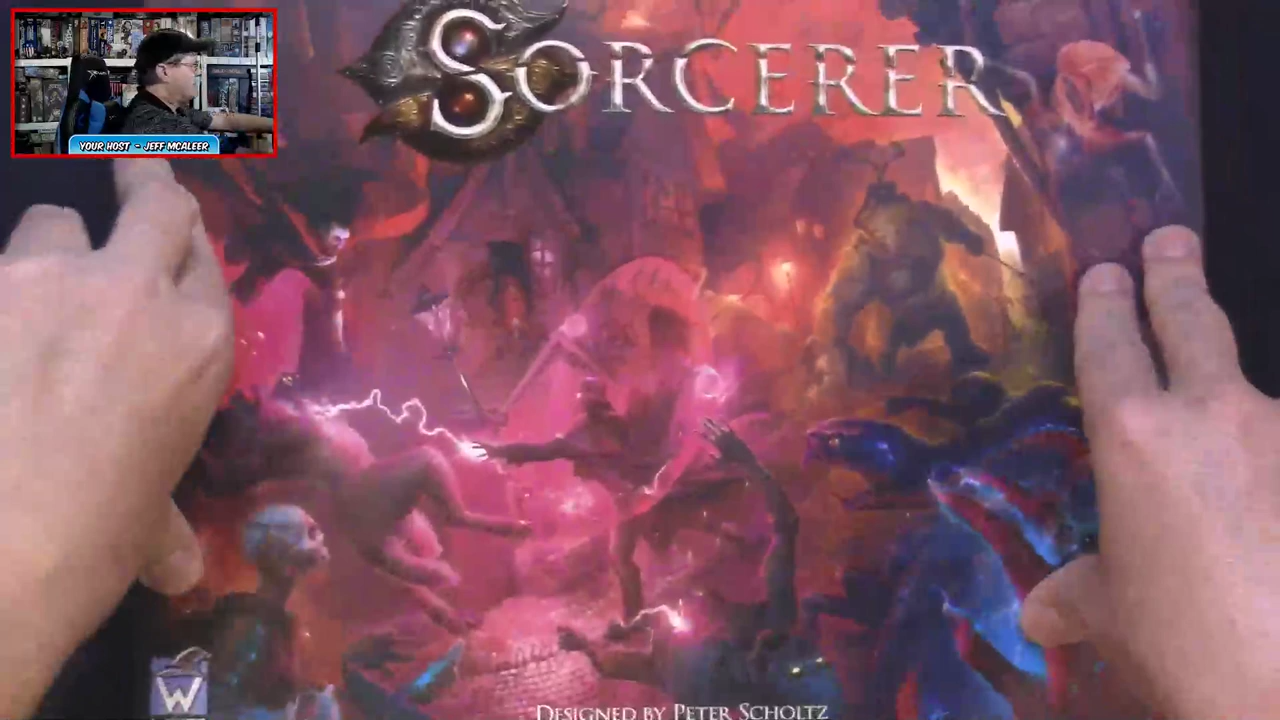 SORCERER
YOUR HOST - JEFF MCALEER
W
DESIGNED BY PETER SCHOLTZ